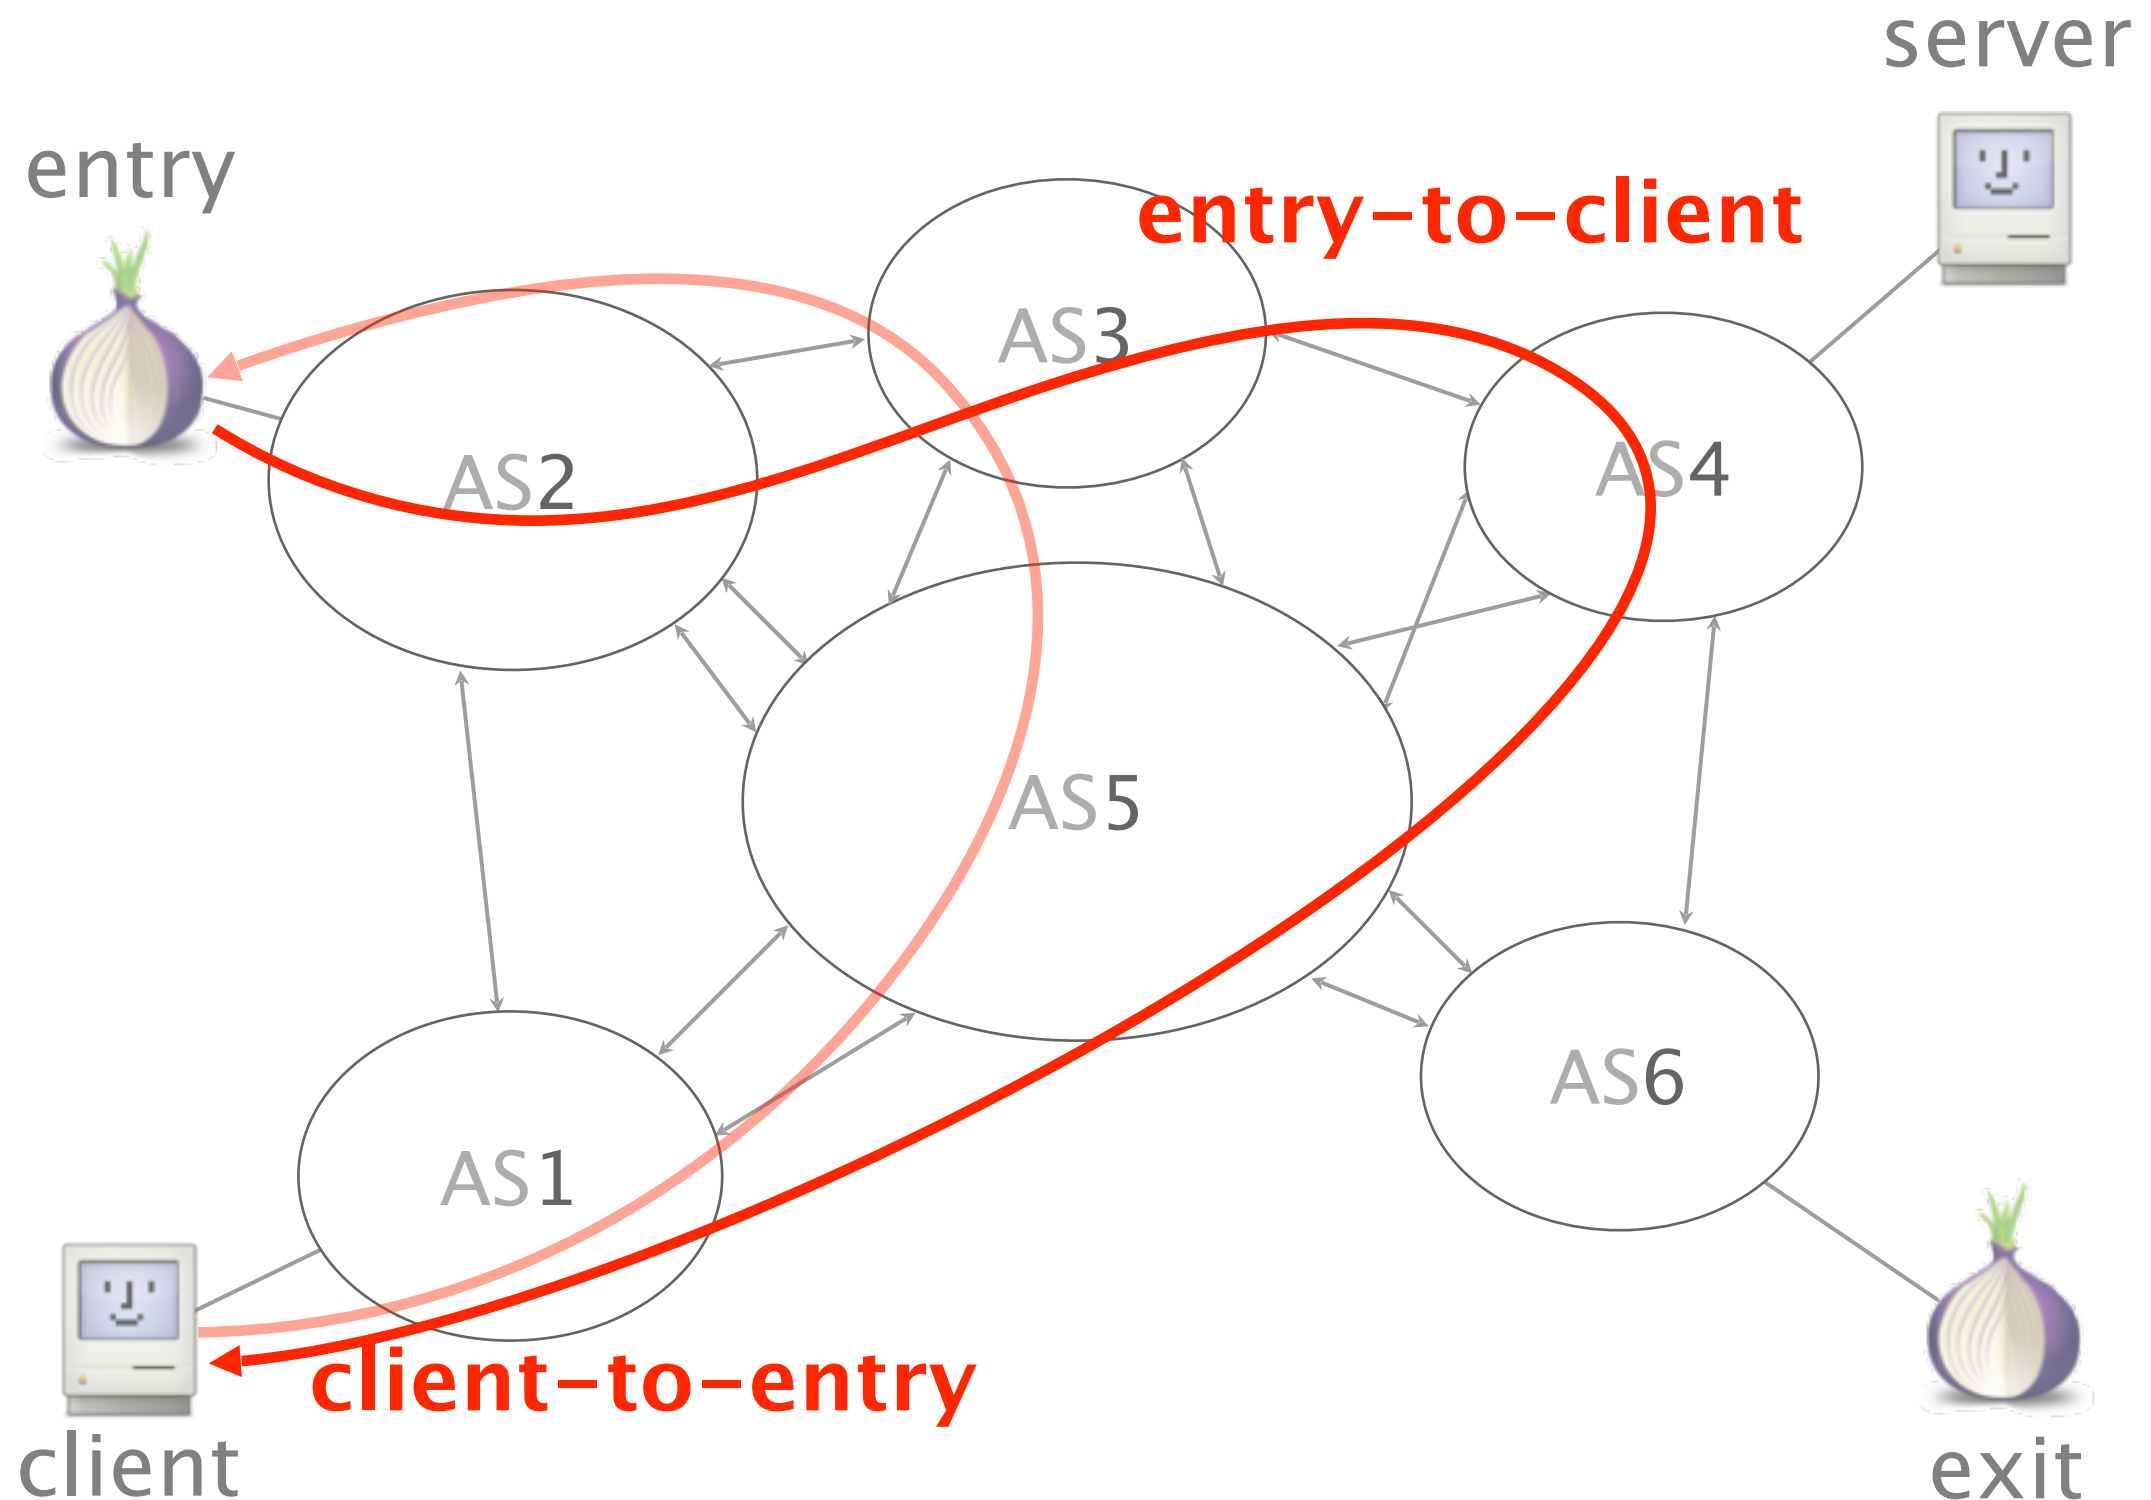 server
entry
entry-to-client
AS3
AS4
AS2
AS5
AS6
AS1
client-to-entry
client
exit